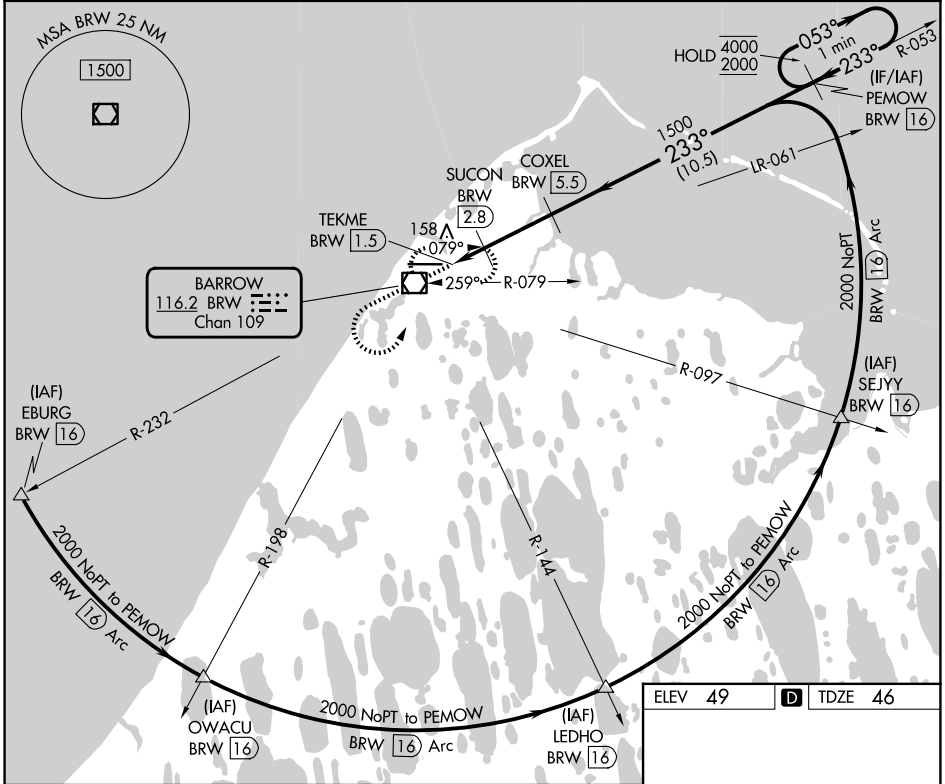 MSA BRW 25 NM
1500
HOLD
4000
2000
053°
1 min
233°
R-053
(IF/IAF)
PEMOW
BRW 16
1500
233°
(10.5)
LR-061
COXEL
BRW 5.5
SUCON
BRW
2.8
TEKME
BRW 1.5
158
079°
259°
R-079
BARROW
116.2 BRW
Chan 109
2000 NoPT
BRW 16 Arc
R-097
(IAF)
SEJYY
BRW 16
(IAF)
EBURG
BRW 16
R-232
R-198
R-144
2000 NoPT to PEMOW
BRW 16 Arc
2000 NoPT to PEMOW
BRW 16 Arc
(IAF)
OWACU
BRW 16
2000 NoPT to PEMOW
BRW 16 Arc
(IAF)
LEDHO
BRW 16
ELEV 49 D TDZE 46